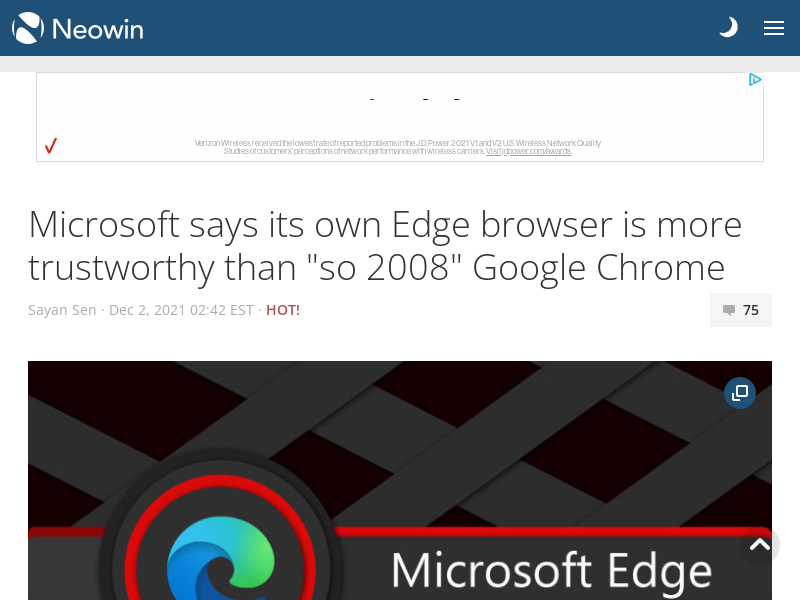 Neowin
Verizon Wireless received the lowest rate of reported problems in the J.D. Power 2021 V1 and V2 U.S. Wireless Network Quality
Studies of customers' perceptions of network performance with wireless carriers. Visit jdpower.com/awards.
Microsoft says its own Edge browser is more
trustworthy than "so 2008" Google Chrome
Sayan Sen · Dec 2, 2021 02:42 EST · HOT!
75
Microsoft Edge